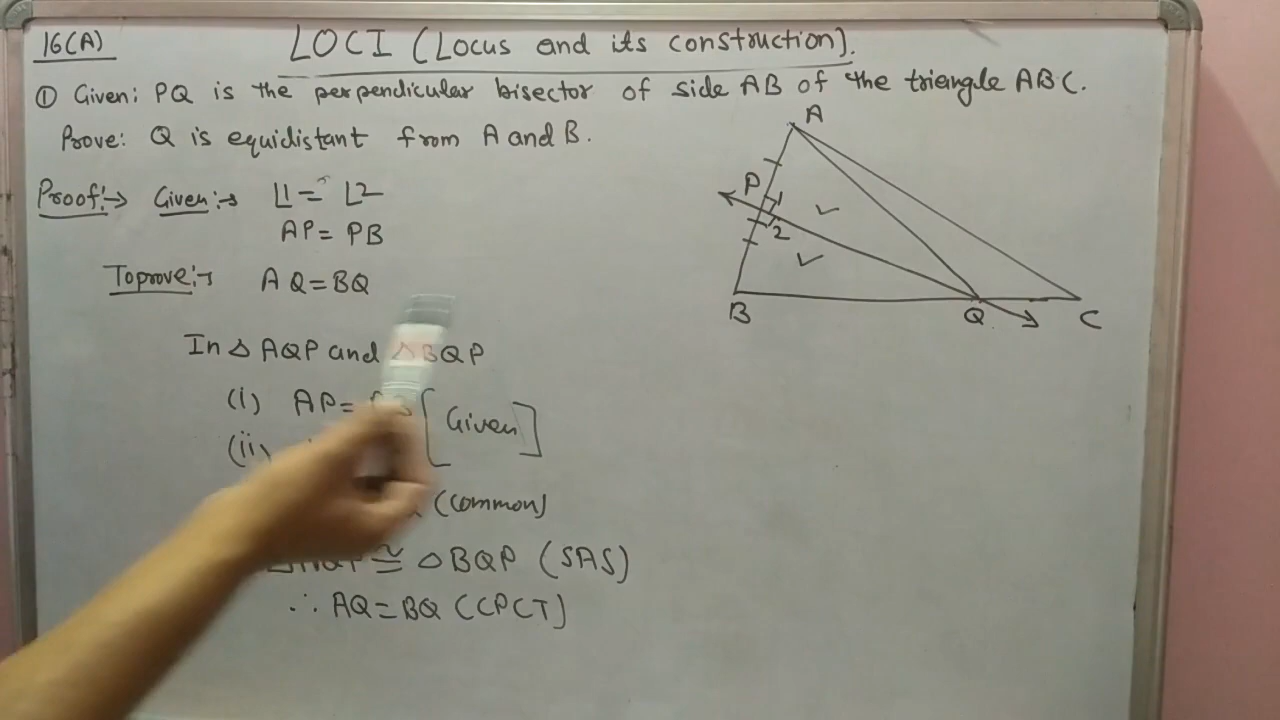 16(A)
LOCI (Locus and its construction).
① Given: PQ is the perpendicular bisector of side AB of the triangle ABC.
Prove: Q is equidistant from A and B.
Proof:→ Given:→ ∠1 = ∠2
AP = PB
To prove:→ AQ = BQ
In △ AQP and △BQP
(i) AP =
(ii)
[Given]
(common)
≅ △ BQP (SAS)
∴ AQ = BQ (CPCT)
A
P
1
2
B
Q
C